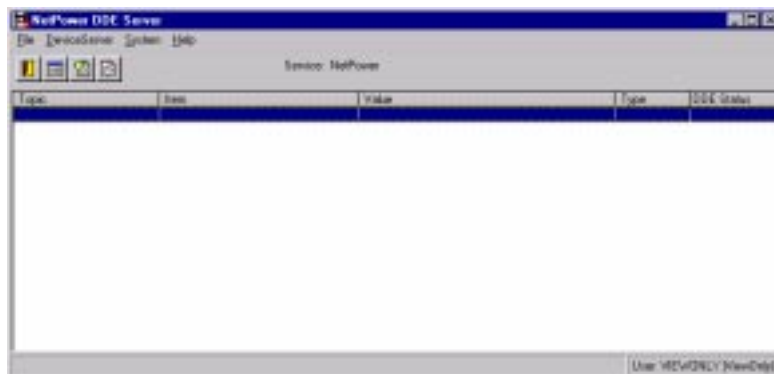 NetPower DDE Server
File DeviceServer System Help
Service: NetPower
Topic Item Value Type DDE Status
User: VIEWONLY [ViewOnly]